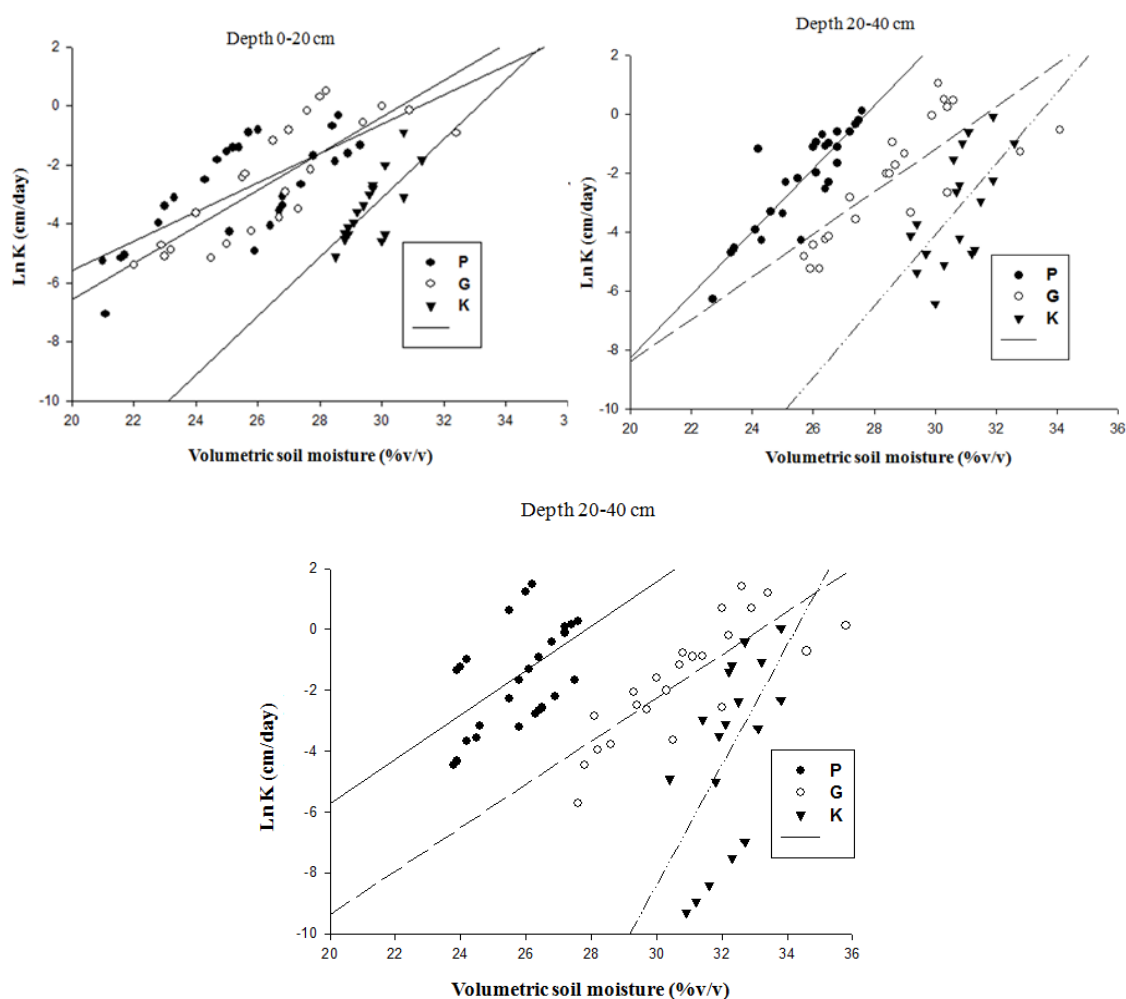 Depth 0-20 cm
Ln K (cm/day)
2
0
-2
-4
-6
-8
-10
P
G
K
20 22 24 26 28 30 32 34 3
Volumetric soil moisture (%v/v)
Depth 20-40 cm
Ln K (cm/day)
2
0
-2
-4
-6
-8
-10
P
G
K
20 22 24 26 28 30 32 34 36
Volumetric soil moisture (%v/v)
Depth 20-40 cm
Ln K (cm/day)
2
0
-2
-4
-6
-8
-10
P
G
K
20 22 24 26 28 30 32 34 36
Volumetric soil moisture (%v/v)